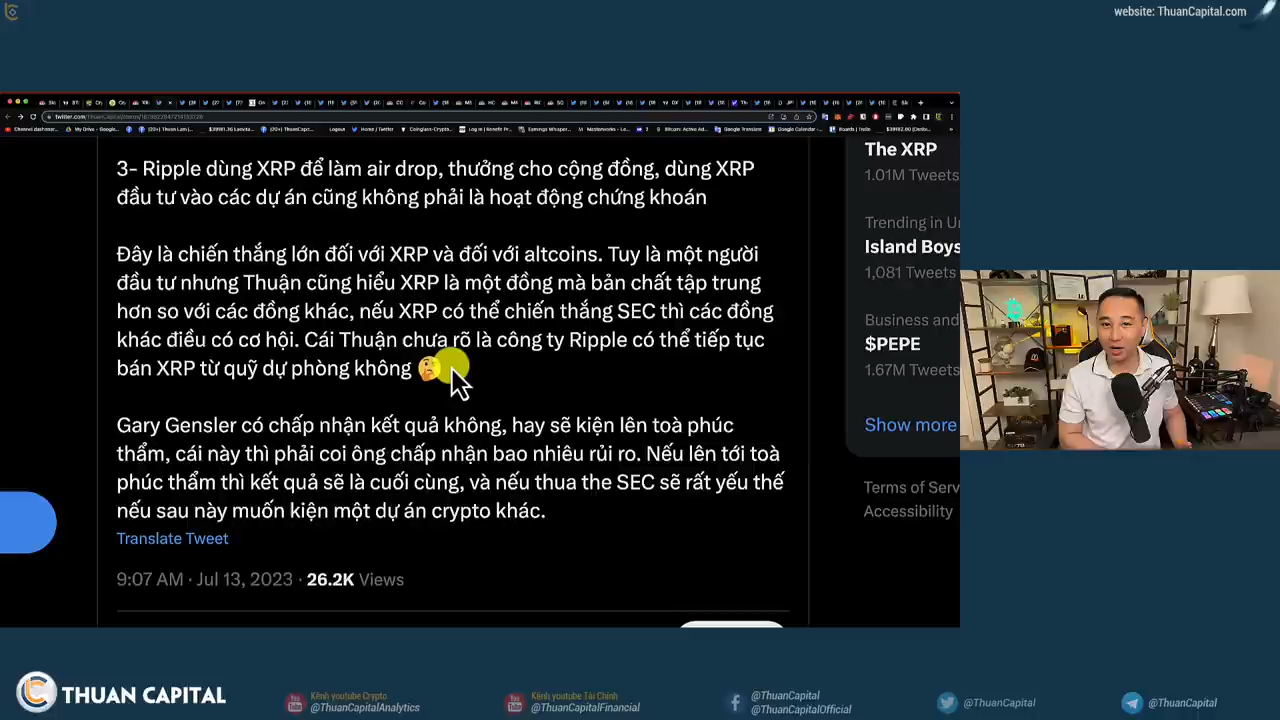 website: ThuanCapital.com
3- Ripple dùng XRP để làm air drop, thưởng cho cộng đồng, dùng XRP
đầu tư vào các dự án cũng không phải là hoạt động chứng khoán
Đây là chiến thắng lớn đối với XRP và đối với altcoins. Tuy là một người
đầu tư nhưng Thuận cũng hiểu XRP là một đồng mà bản chất tập trung
hơn so với các đồng khác, nếu XRP có thể chiến thắng SEC thì các đồng
khác điều có cơ hội. Cái Thuận chưa rõ là công ty Ripple có thể tiếp tục
bán XRP từ quỹ dự phòng không 🤔
Gary Gensler có chấp nhận kết quả không, hay sẽ kiện lên toà phúc
thẩm, cái này thì phải coi ông chấp nhận bao nhiêu rủi ro. Nếu lên tới toà
phúc thẩm thì kết quả sẽ là cuối cùng, và nếu thua the SEC sẽ rất yếu thế
nếu sau này muốn kiện một dự án crypto khác.
Translate Tweet
9:07 AM · Jul 13, 2023 · 26.2K Views
The XRP
1.01M Tweets
Trending in Un
Island Boys
1,081 Tweets
Business and
$PEPE
1.67M Tweets
Show more
Terms of Serv
Accessibility
THUAN CAPITAL
Kênh youtube Crypto
@ThuanCapitalAnalytics
Kênh youtube Tài Chính
@ThuanCapitalFinancial
@ThuanCapital
@ThuanCapitalOfficial
@ThuanCapital
@ThuanCapital